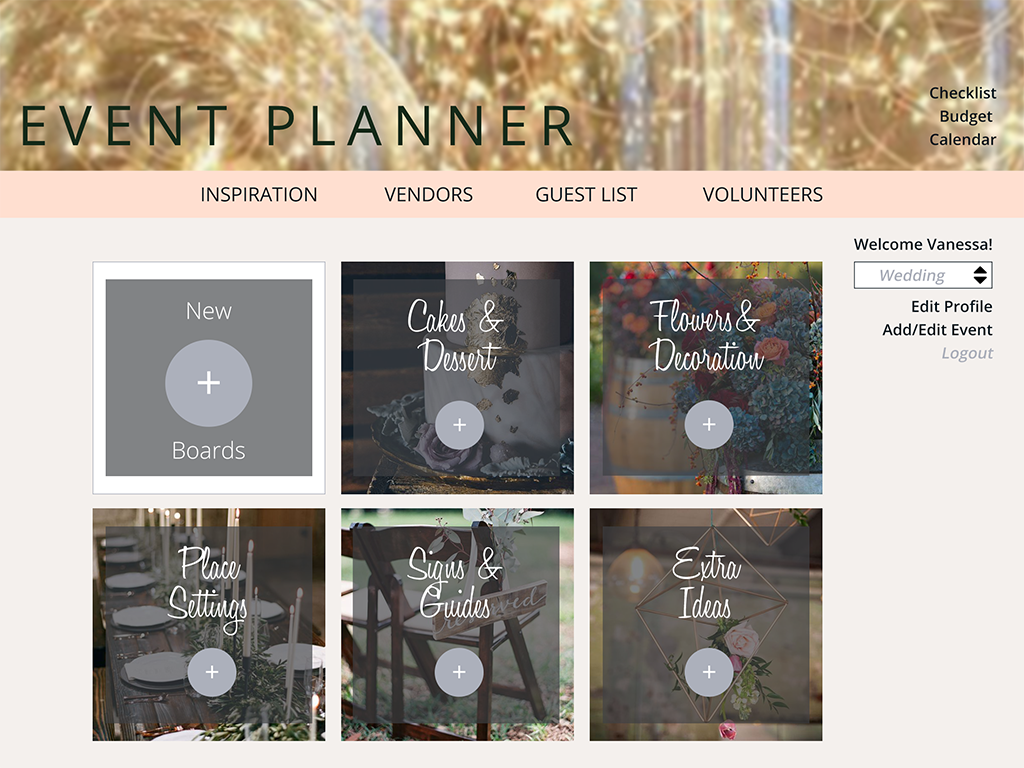 EVENT PLANNER
Checklist
Budget
Calendar
INSPIRATION VENDORS GUEST LIST VOLUNTEERS
Welcome Vanessa!
Wedding
Edit Profile
Add/Edit Event
Logout
New
+
Boards
Cakes &
Dessert
+
Flowers &
Decoration
+
Place
Settings
+
Signs &
Guides
+
Extra
Ideas
+